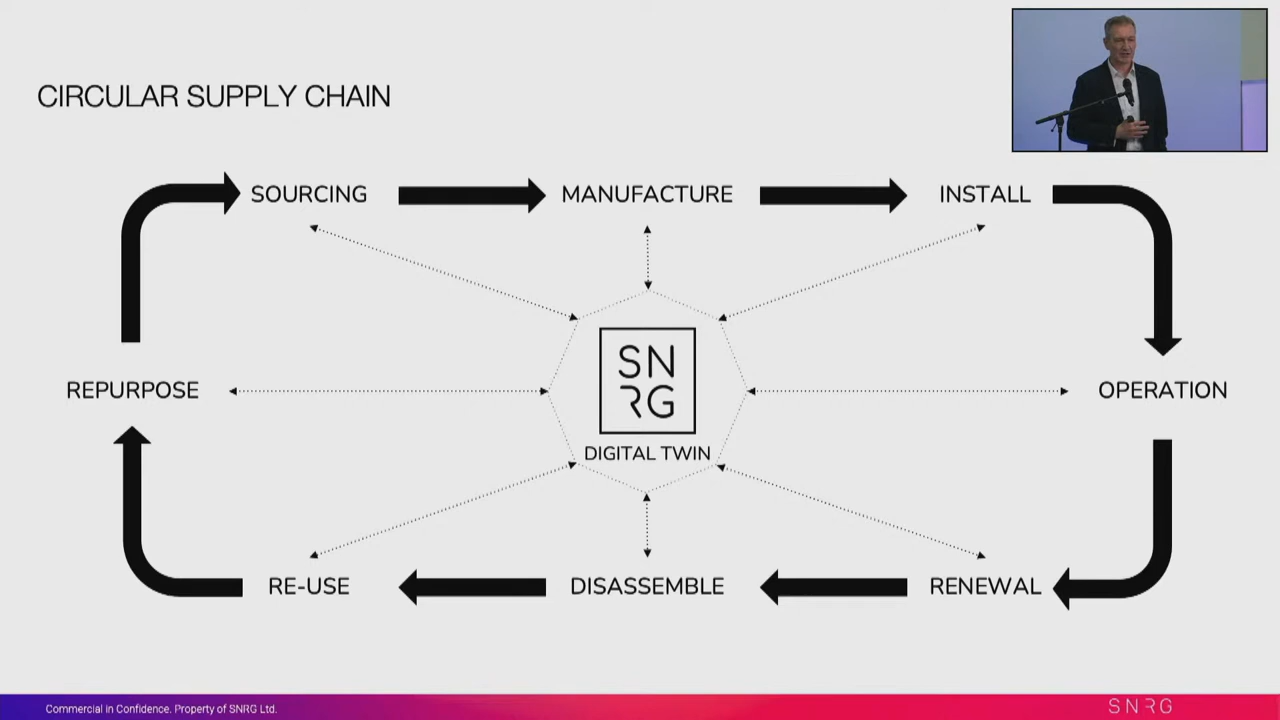 CIRCULAR SUPPLY CHAIN
SOURCING
MANUFACTURE
INSTALL
REPURPOSE
SN
RG
DIGITAL TWIN
OPERATION
RE-USE
DISASSEMBLE
RENEWAL
Commercial in Confidence. Property of SNRG Ltd.
SNRG